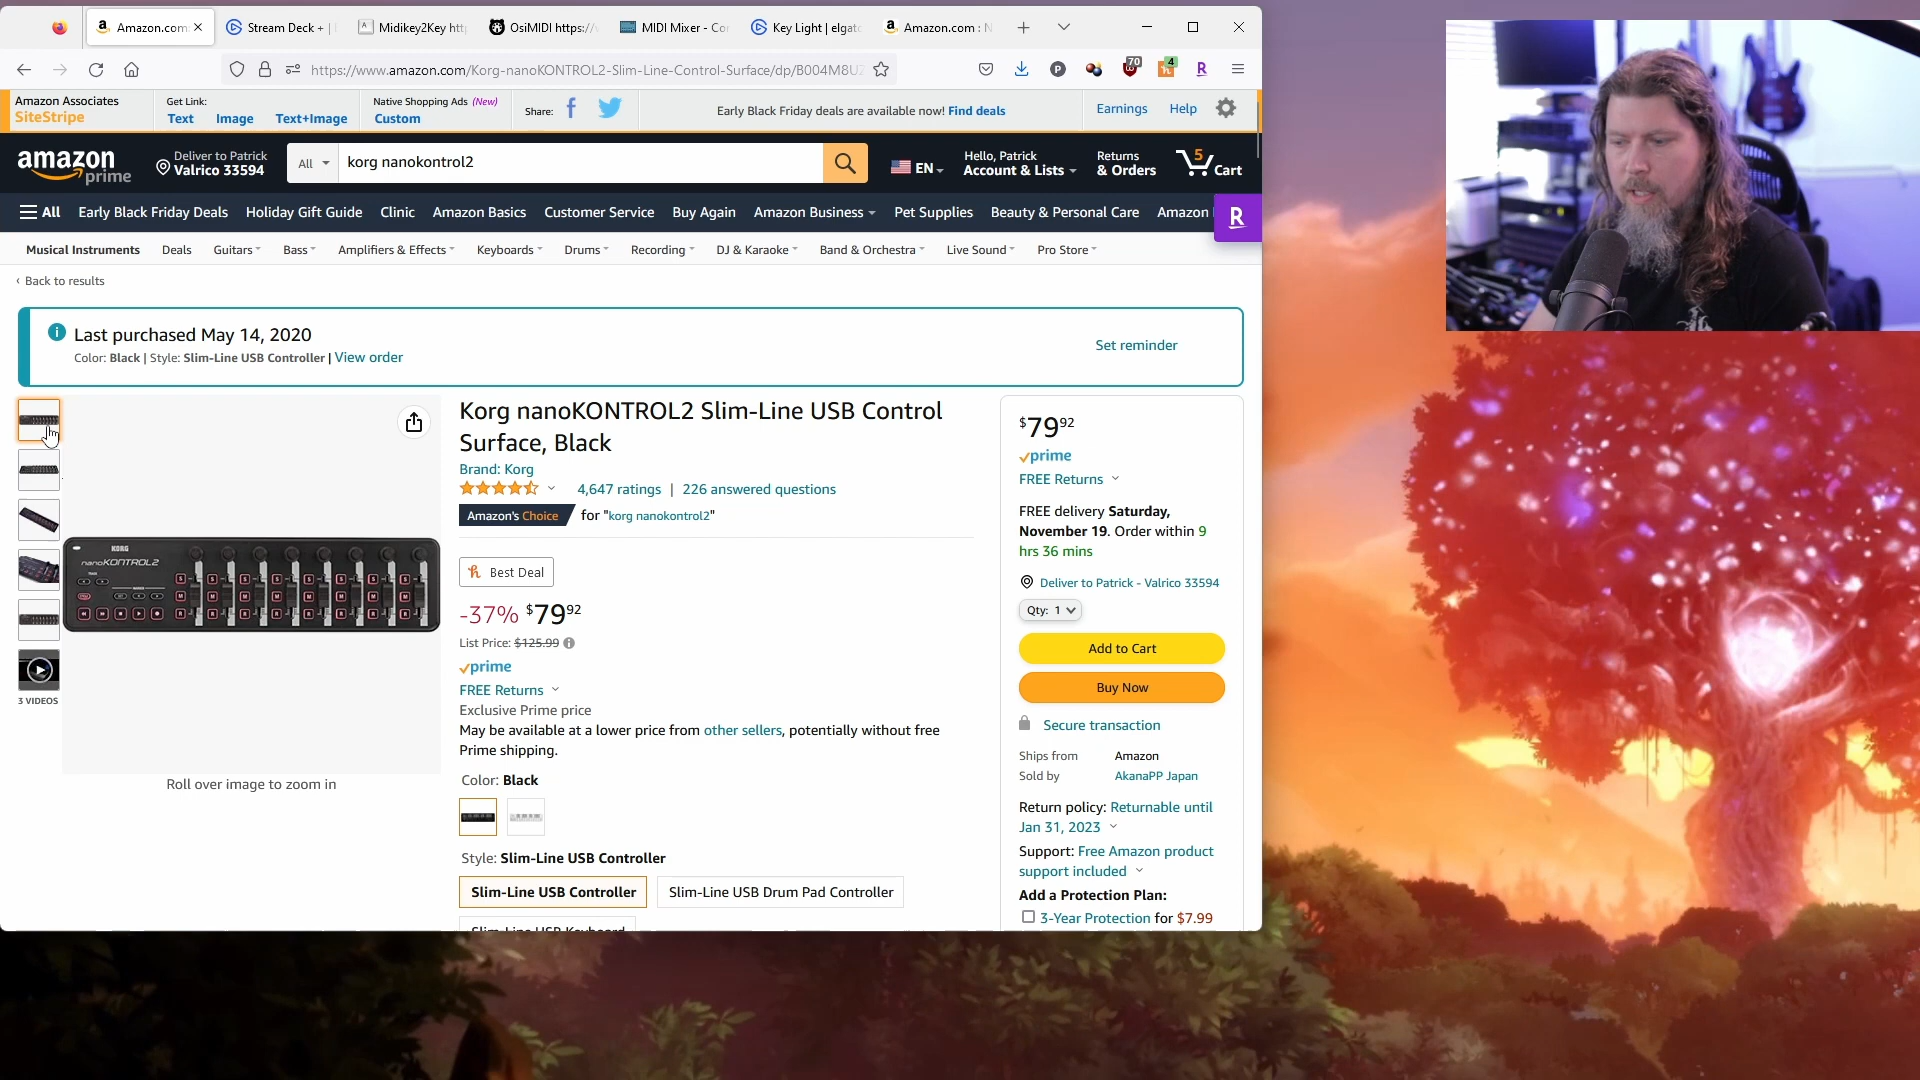 Amazon.com:
Stream Deck + |
Midikey2Key htt
OsiMIDI https://
MIDI Mixer - Co
Key Light | elgat
Amazon.com : N
https://www.amazon.com/Korg-nanoKONTROL2-Slim-Line-Control-Surface/dp/B004M8UZ
70
4
R
Amazon Associates
SiteStripe
Get Link:
Text Image Text+Image
Native Shopping Ads (New)
Custom
Share:
Early Black Friday deals are available now! Find deals
Earnings Help
amazon
prime
Deliver to Patrick
Valrico 33594
All
korg nanokontrol2
EN
Hello, Patrick
Account & Lists
Returns
& Orders
5
Cart
All Early Black Friday Deals Holiday Gift Guide Clinic Amazon Basics Customer Service Buy Again Amazon Business Pet Supplies Beauty & Personal Care Amazon
R
Musical Instruments Deals Guitars Bass Amplifiers & Effects Keyboards Drums Recording DJ & Karaoke Band & Orchestra Live Sound Pro Store
‹ Back to results
Last purchased May 14, 2020
Color: Black | Style: Slim-Line USB Controller | View order
Set reminder
KORG
nanoKONTROL2
3 VIDEOS
Roll over image to zoom in
Korg nanoKONTROL2 Slim-Line USB Control
Surface, Black
Brand: Korg
4,647 ratings | 226 answered questions
Amazon's Choice for "korg nanokontrol2"
Best Deal
-37% $79 92
List Price: $125.99
prime
FREE Returns
Exclusive Prime price
May be available at a lower price from other sellers, potentially without free
Prime shipping.
Color: Black
Style: Slim-Line USB Controller
Slim-Line USB Controller
Slim-Line USB Drum Pad Controller
Slim-Line USB Keyboard
$79 92
prime
FREE Returns
FREE delivery Saturday,
November 19. Order within 9
hrs 36 mins
Deliver to Patrick - Valrico 33594
Qty: 1
Add to Cart
Buy Now
Secure transaction
Ships from Amazon
Sold by AkanaPP Japan
Return policy: Returnable until
Jan 31, 2023
Support: Free Amazon product
support included
Add a Protection Plan:
3-Year Protection for $7.99